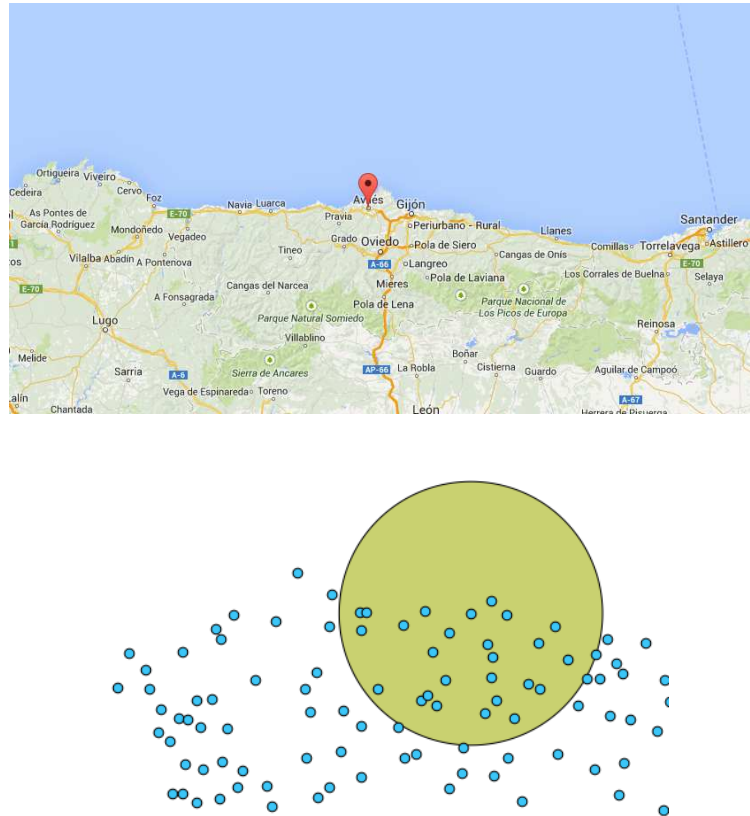 Ortigueira
Viveiro
Cedeira
Cervo
Foz
Avilés
Gijón
E-70
Navia
Luarca
As Pontes de
García Rodríguez
Pravia
Periurbano - Rural
Santander
Mondoñedo
Vegadeo
Grado
Oviedo
Pola de Siero
Llanes
Comillas
Torrelavega
Astillero
Tineo
Cangas de Onís
Vilalba
Abadín
A Pontenova
A-66
Langreo
E-70
E-70
Cangas del Narcea
Mieres
Pola de Laviana
Los Corrales de Buelna
Selaya
A Fonsagrada
Pola de Lena
Parque Nacional de
Los Picos de Europa
Lugo
Parque Natural Somiedo
Reinosa
Villablino
Melide
Boñar
Sarria
A-6
Sierra de Ancares
AP-66
La Robla
Cistierna
Guardo
Aguilar de Campoó
Vega de Espinareda
Toreno
A-67
Chantada
León
Herrera de Pisuerga